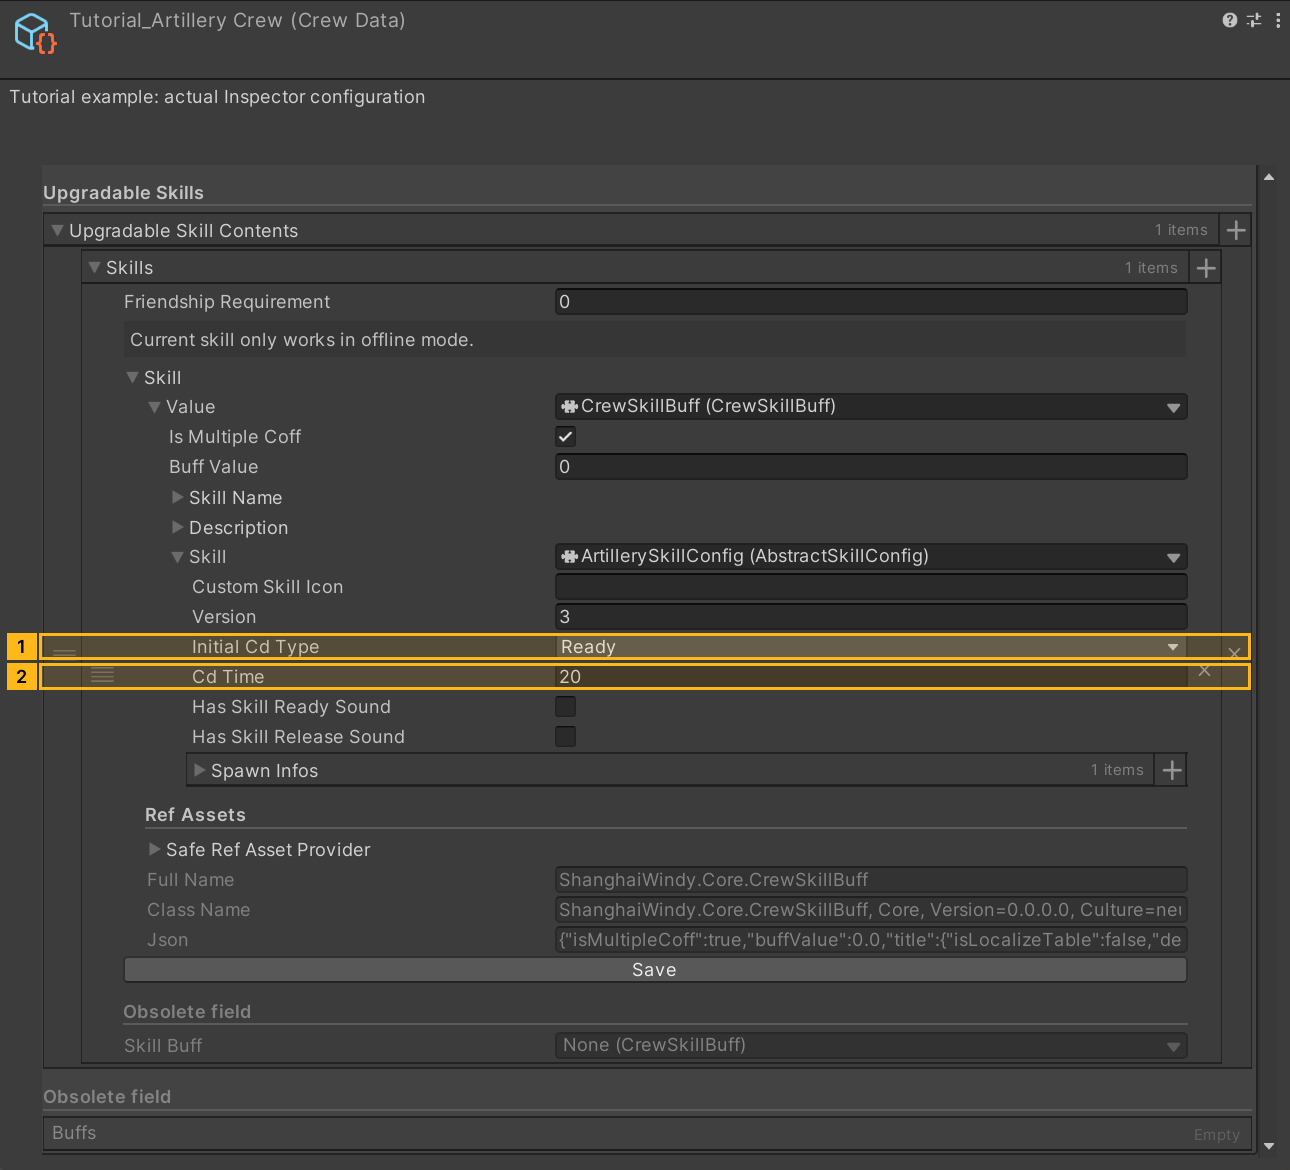 Tutorial_Artillery Crew (Crew Data)
Tutorial example: actual Inspector configuration
Upgradable Skills
Upgradable Skill Contents 1 items
Skills 1 items
Friendship Requirement 0
Current skill only works in offline mode.
Skill
Value CrewSkillBuff (CrewSkillBuff)
Is Multiple Coff
Buff Value 0
Skill Name
Description
Skill ArtillerySkillConfig (AbstractSkillConfig)
Custom Skill Icon
Version 3
1 Initial Cd Type Ready
2 Cd Time 20
Has Skill Ready Sound
Has Skill Release Sound
Spawn Infos 1 items
Ref Assets
Safe Ref Asset Provider
Full Name ShanghaiWindy.Core.CrewSkillBuff
Class Name ShanghaiWindy.Core.CrewSkillBuff, Core, Version=0.0.0.0, Culture=neu
Json {"isMultipleCoff":true,"buffValue":0.0,"title":{"isLocalizeTable":false,"de
Save
Obsolete field
Skill Buff None (CrewSkillBuff)
Obsolete field
Buffs Empty